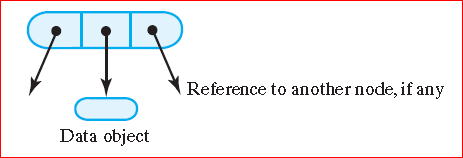 Reference to another node, if any
Data object